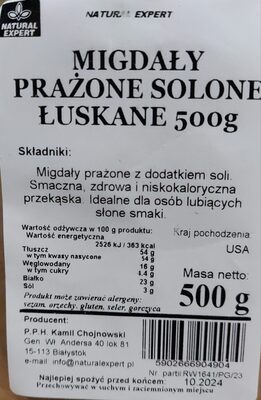 NATURAL EXPERT
NATURAL EXPERT
MIGDAŁY
PRAŻONE SOLONE
ŁUSKANE 500g
Składniki:
Migdały prażone z dodatkiem soli.
Smaczna, zdrowa i niskokaloryczna
przekąska. Idealne dla osób lubiących
słone smaki.
Wartość odżywcza w 100 g produktu:
Wartość energetyczna
2526 kJ / 363 kcal
Tłuszcz 54 g
w tym kwasy nasycone 54 g
Węglowodany 16 g
w tym cukry 4.4 g
Białko 23 g
Sól 3 g
Kraj pochodzenia
USA
Masa netto:
500 g
Produkt może zawierać alergeny:
sezam, orzechy, gluten, seler, gorczyca
Producent:
P.P.H. Kamil Chojnowski
Gen. Wł. Andersa 40 lok 81
15-113 Białystok
e-mail: info@naturalexpert.pl
5902666904904
Nr partii:RW1641/PG/23
Najlepiej spożyć przed końcem: 10.2024
Przechowywać w suchym i zaciemnionym miejscu